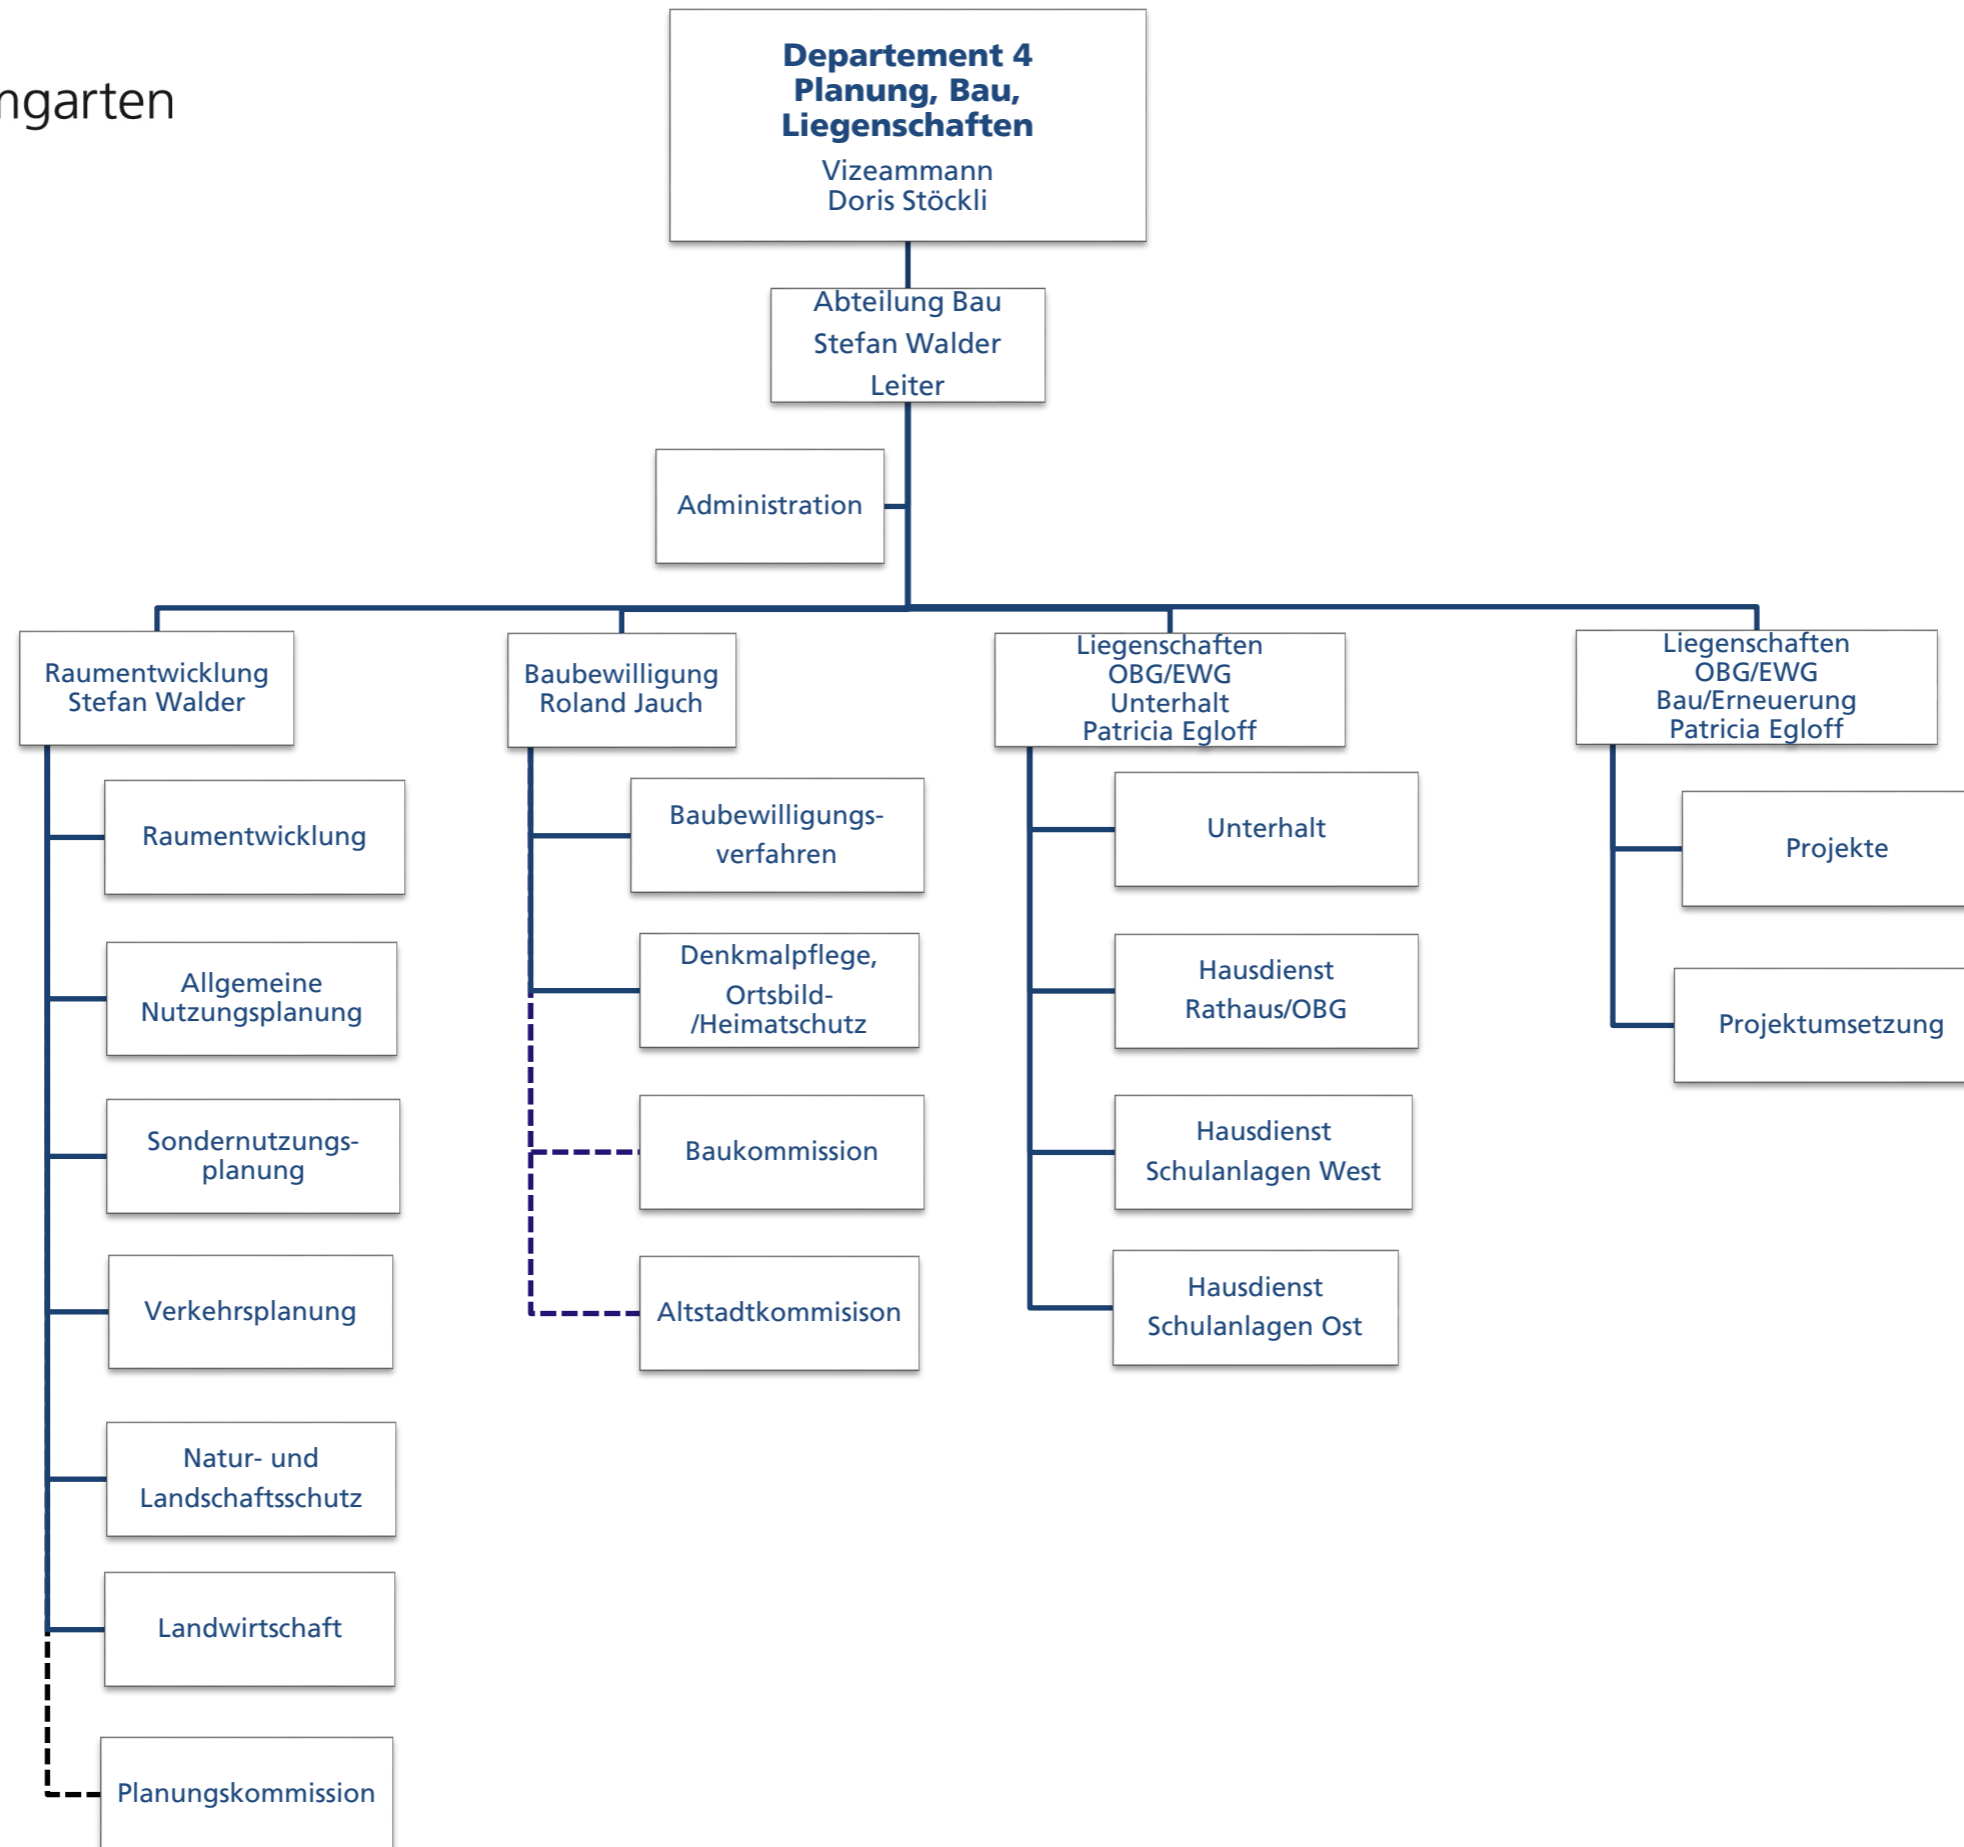 mgarten
Departement 4
Planung, Bau,
Liegenschaften
Vizeammann
Doris Stöckli
Abteilung Bau
Stefan Walder
Leiter
Administration
Raumentwicklung
Stefan Walder
Raumentwicklung
Allgemeine
Nutzungsplanung
Sondernutzungs-
planung
Verkehrsplanung
Natur- und
Landschaftsschutz
Landwirtschaft
Planungskommission
Baubewilligung
Roland Jauch
Baubewilligungs-
verfahren
Denkmalpflege,
Ortsbild-
/Heimatschutz
Baukommission
Altstadtkommisison
Liegenschaften
OBG/EWG
Unterhalt
Patricia Egloff
Unterhalt
Hausdienst
Rathaus/OBG
Hausdienst
Schulanlagen West
Hausdienst
Schulanlagen Ost
Liegenschaften
OBG/EWG
Bau/Erneuerung
Patricia Egloff
Projekte
Projektumsetzung